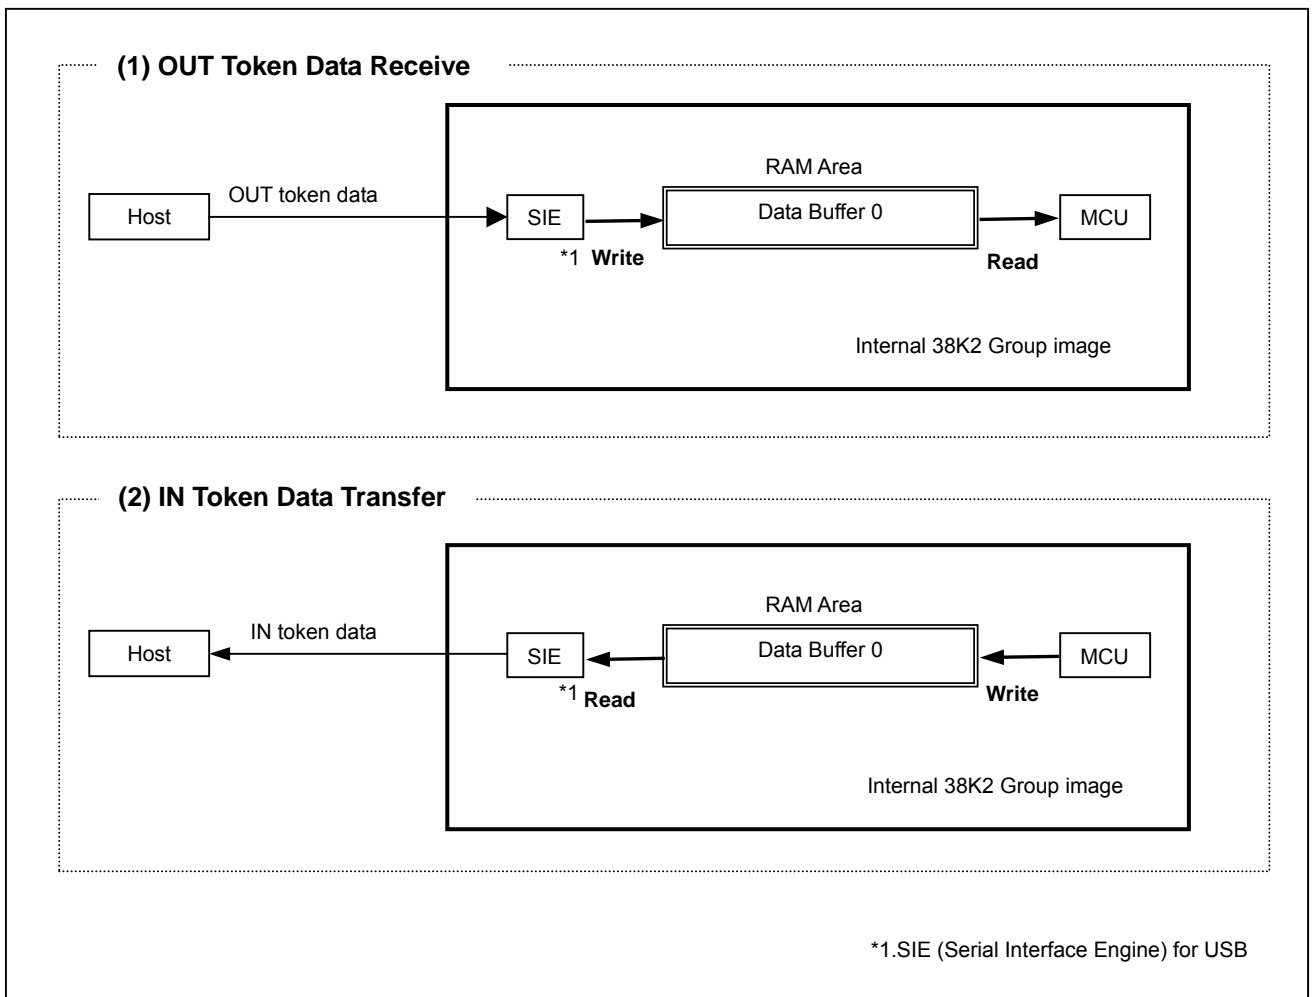 (1) OUT Token Data Receive
RAM Area
OUT token data
Host
SIE
Data Buffer 0
MCU
*1 Write
Read
Internal 38K2 Group image
(2) IN Token Data Transfer
RAM Area
IN token data
Host
SIE
Data Buffer 0
MCU
*1 Read
Write
Internal 38K2 Group image
*1.SIE (Serial Interface Engine) for USB